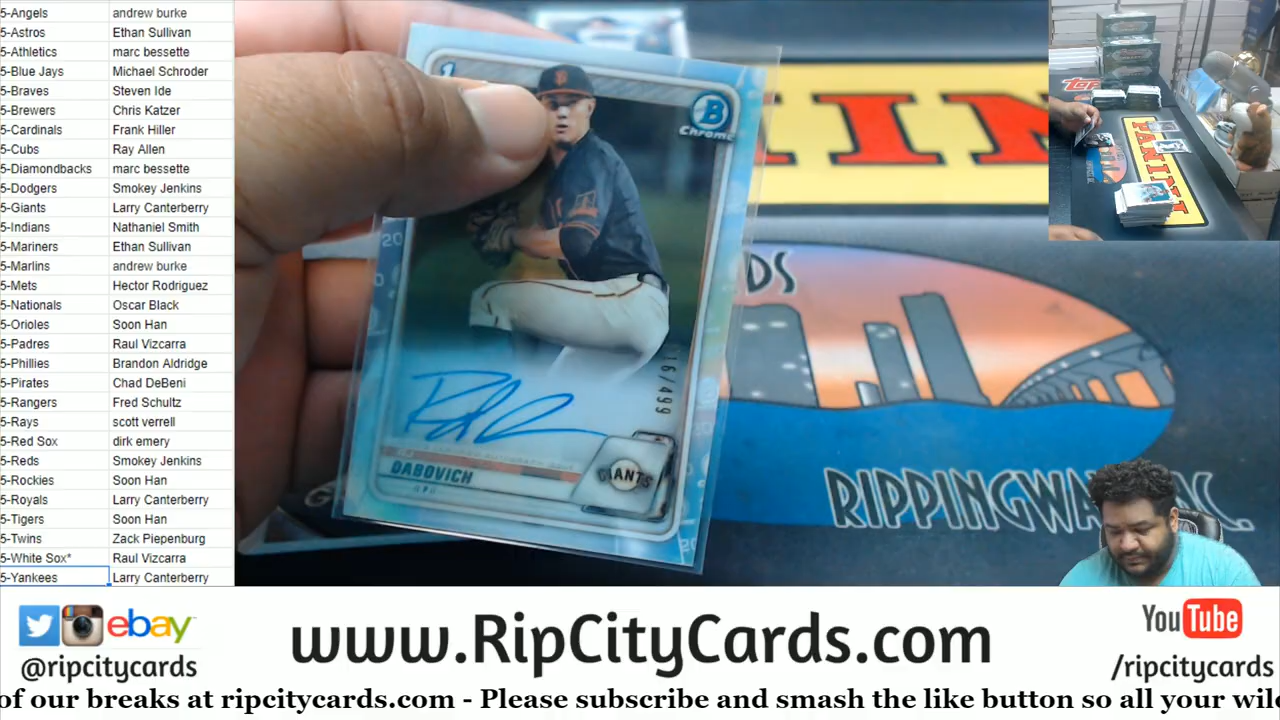 5-Angels andrew burke
5-Astros Ethan Sullivan
5-Athletics marc bessette
5-Blue Jays Michael Schroder
5-Braves Steven Ide
5-Brewers Chris Katzer
5-Cardinals Frank Hiller
5-Cubs Ray Allen
5-Diamondbacks marc bessette
5-Dodgers Smokey Jenkins
5-Giants Larry Canterberry
5-Indians Nathaniel Smith
5-Mariners Ethan Sullivan
5-Marlins andrew burke
5-Mets Hector Rodriguez
5-Nationals Oscar Black
5-Orioles Soon Han
5-Padres Raul Vizcarra
5-Phillies Brandon Aldridge
5-Pirates Chad DeBeni
5-Rangers Fred Schultz
5-Rays scott verrell
5-Red Sox dirk emery
5-Reds Smokey Jenkins
5-Rockies Soon Han
5-Royals Larry Canterberry
5-Tigers Soon Han
5-Twins Zack Piepenburg
5-White Sox* Raul Vizcarra
5-Yankees Larry Canterberry
1st
B
Chrome
16/499
DABOVICH
GIANTS
INI
DS
RIPPINGWA
C.
Topps
PANINI
ebay
@ripcitycards
www.RipCityCards.com
YouTube
/ripcitycards
of our breaks at ripcitycards.com - Please subscribe and smash the like button so all your wil